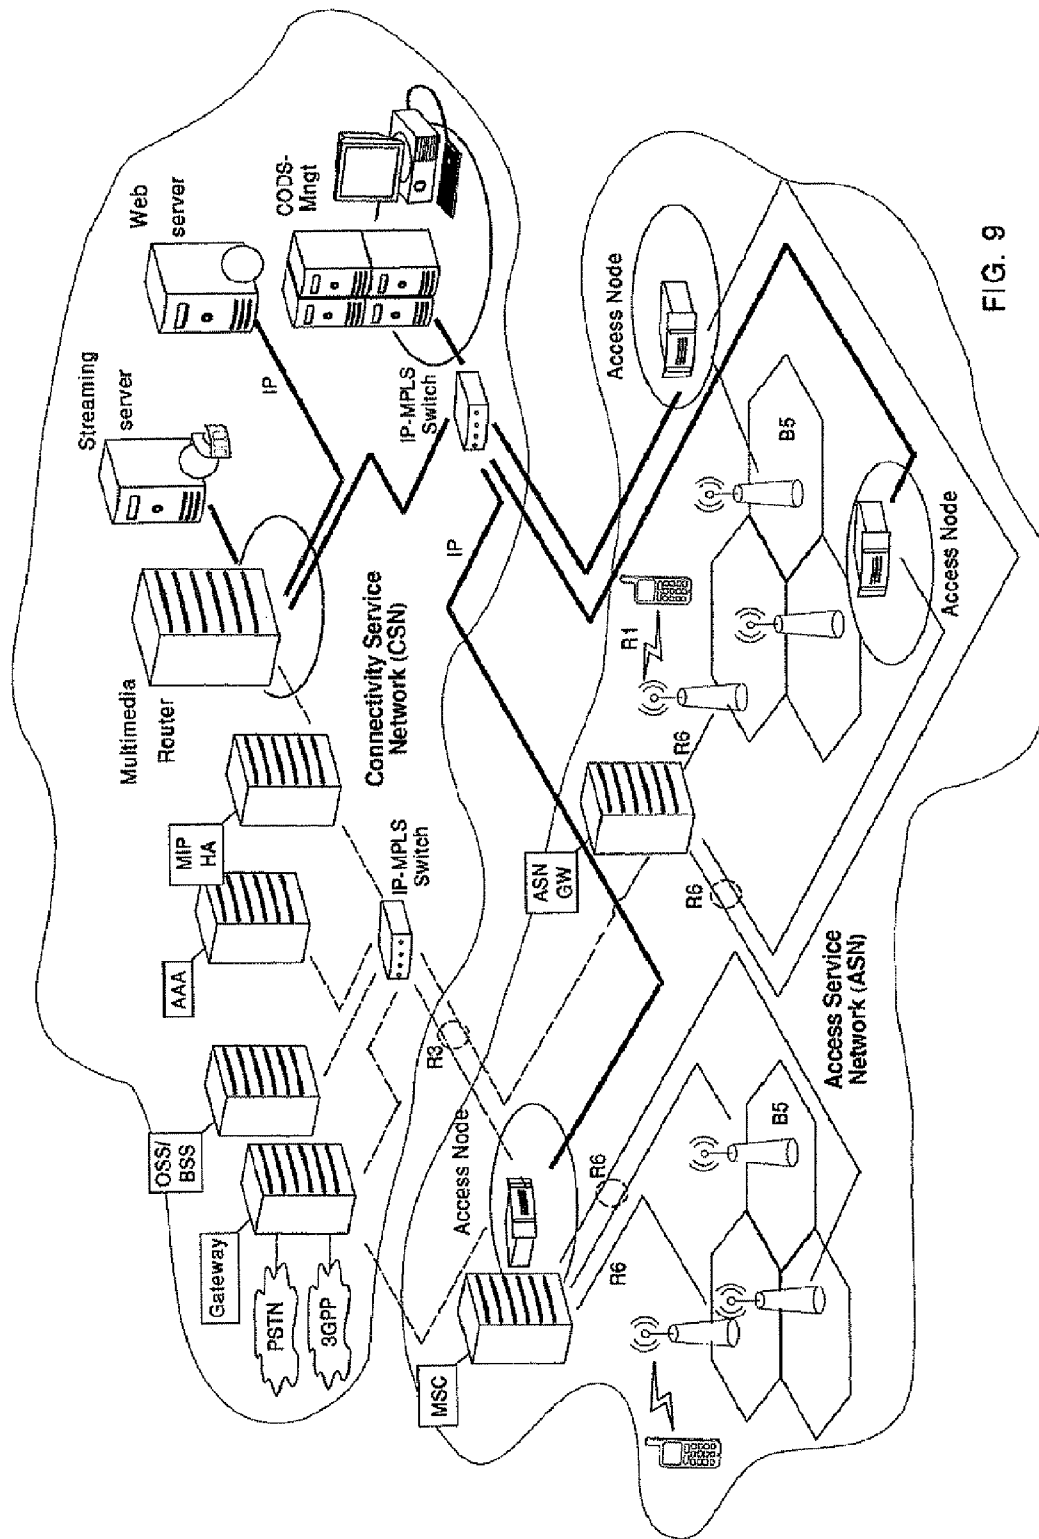 Streaming
server
Web
server
Multimedia
Router
IP
CODS-
Mngt
MIP
HA
AAA
OSS/
BSS
Gateway
PSTN
3GPP
Connectivity Service
Network (CSN)
IP-MPLS
Switch
IP-MPLS
Switch
R3
IP
Access Node
MSC
ASN
GW
Access Node
R6
R6
R6
R6
R1
B5
B5
Access Node
Access Service
Network (ASN)
FIG. 9